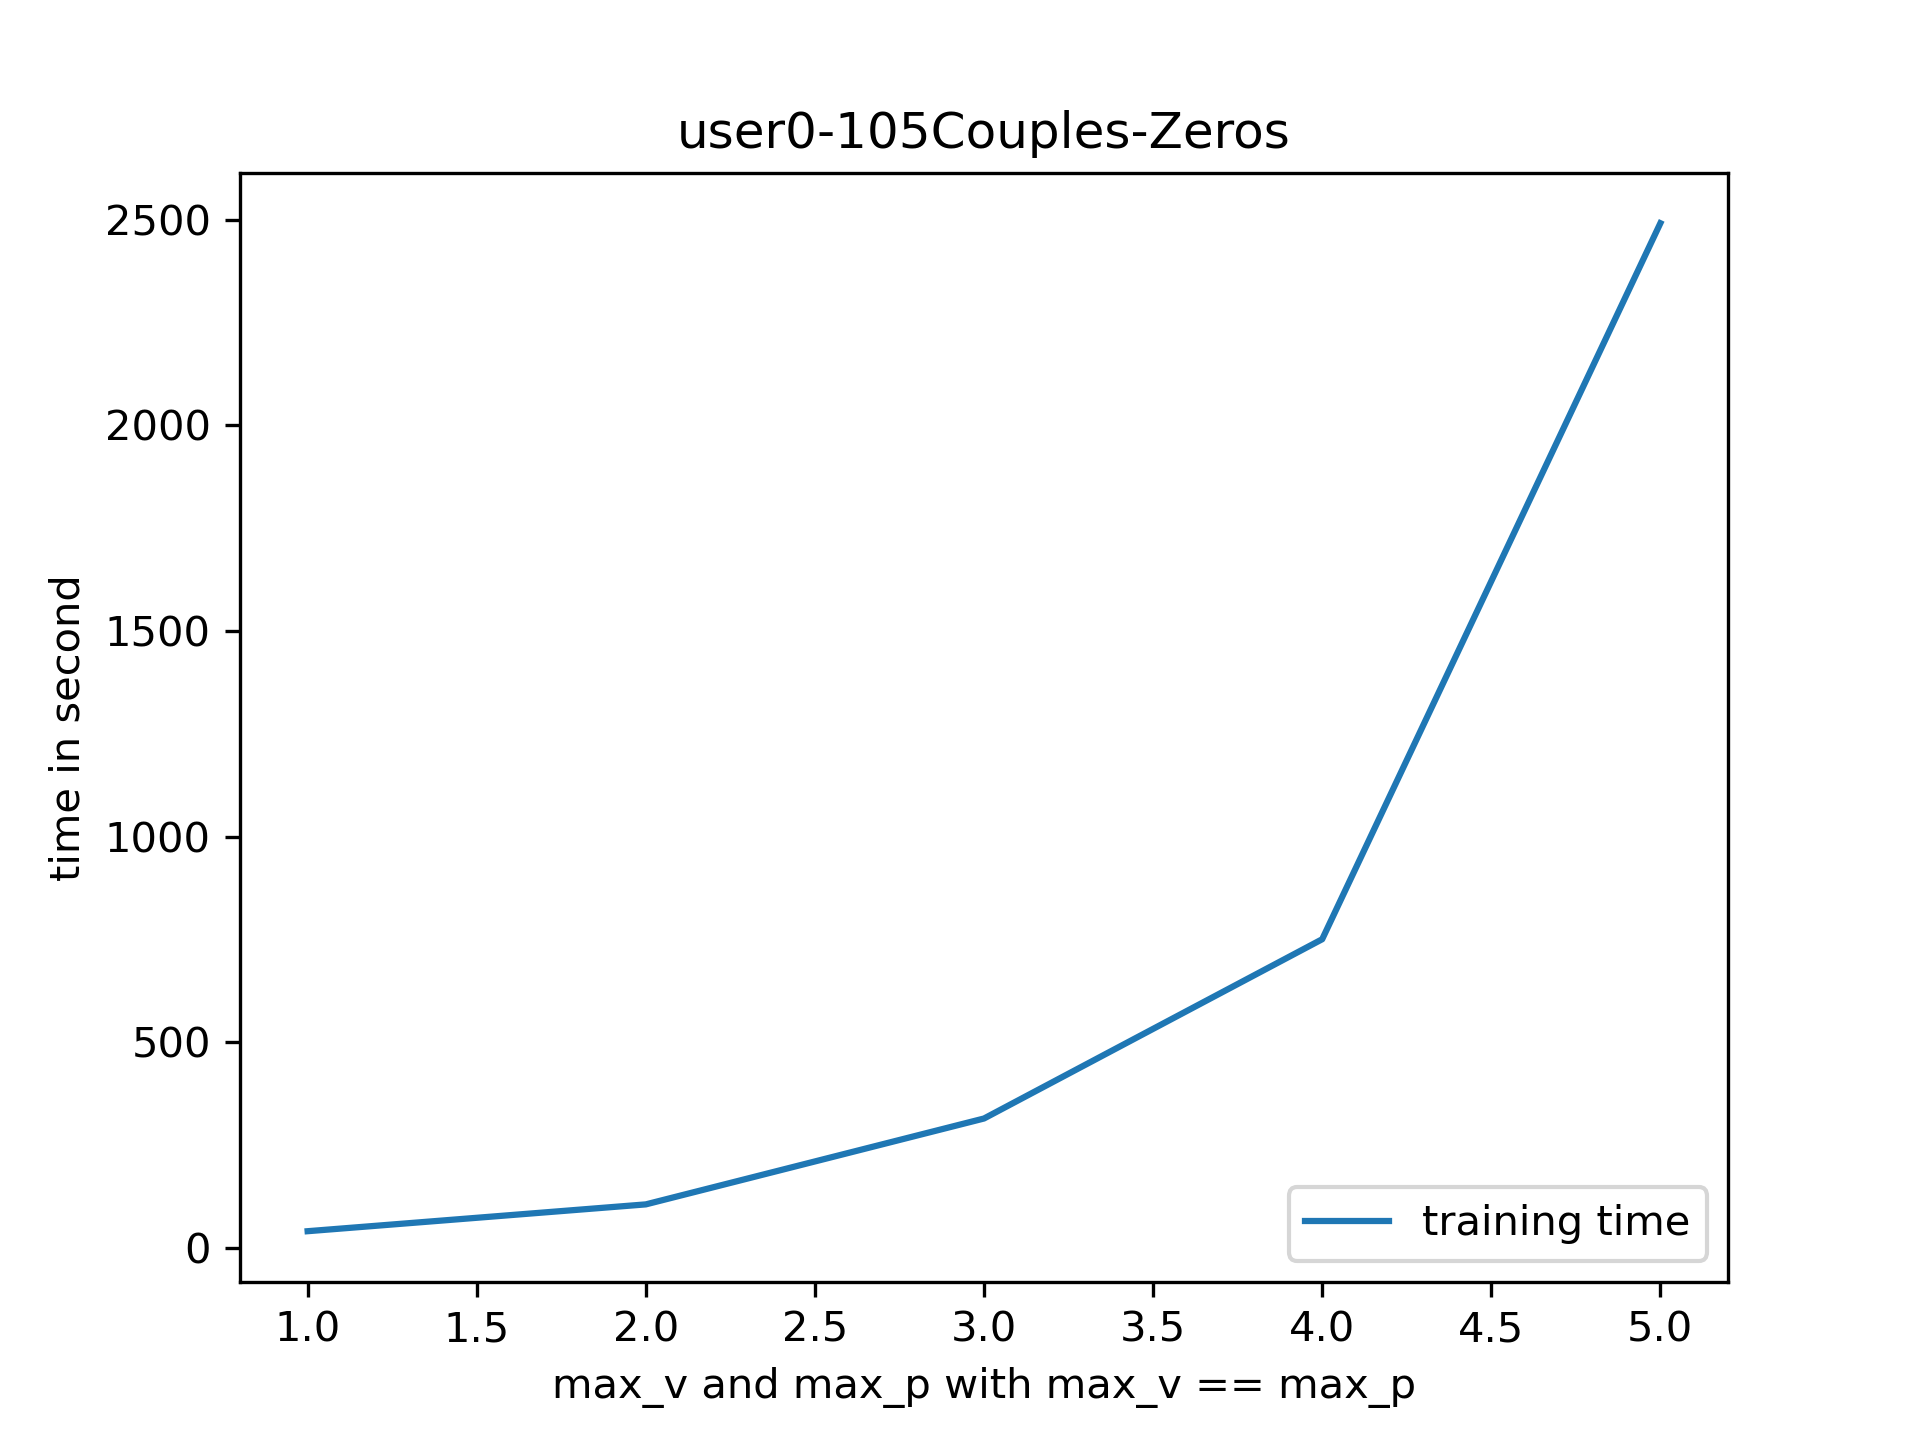 user0-105Couples-Zeros
2500
2000
1500
1000
500
0
time in second
training time
1.0 1.5 2.0 2.5 3.0 3.5 4.0 4.5 5.0
max_v and max_p with max_v == max_p